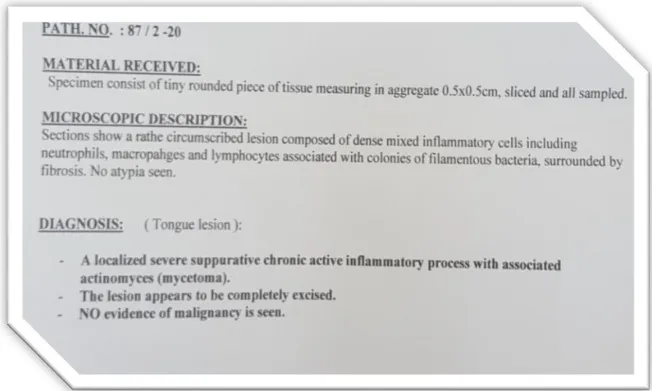 PATH. NO. : 87 / 2 -20
MATERIAL RECEIVED:
Specimen consist of tiny rounded piece of tissue measuring in aggregate 0.5x0.5cm, sliced and all sampled.
MICROSCOPIC DESCRIPTION:
Sections show a rathe circumscribed lesion composed of dense mixed inflammatory cells including
neutrophils, macropahges and lymphocytes associated with colonies of filamentous bacteria, surrounded by
fibrosis. No atypia seen.
DIAGNOSIS: ( Tongue lesion ):
- A localized severe suppurative chronic active inflammatory process with associated
actinomyces (mycetoma).
- The lesion appears to be completely excised.
- NO evidence of malignancy is seen.